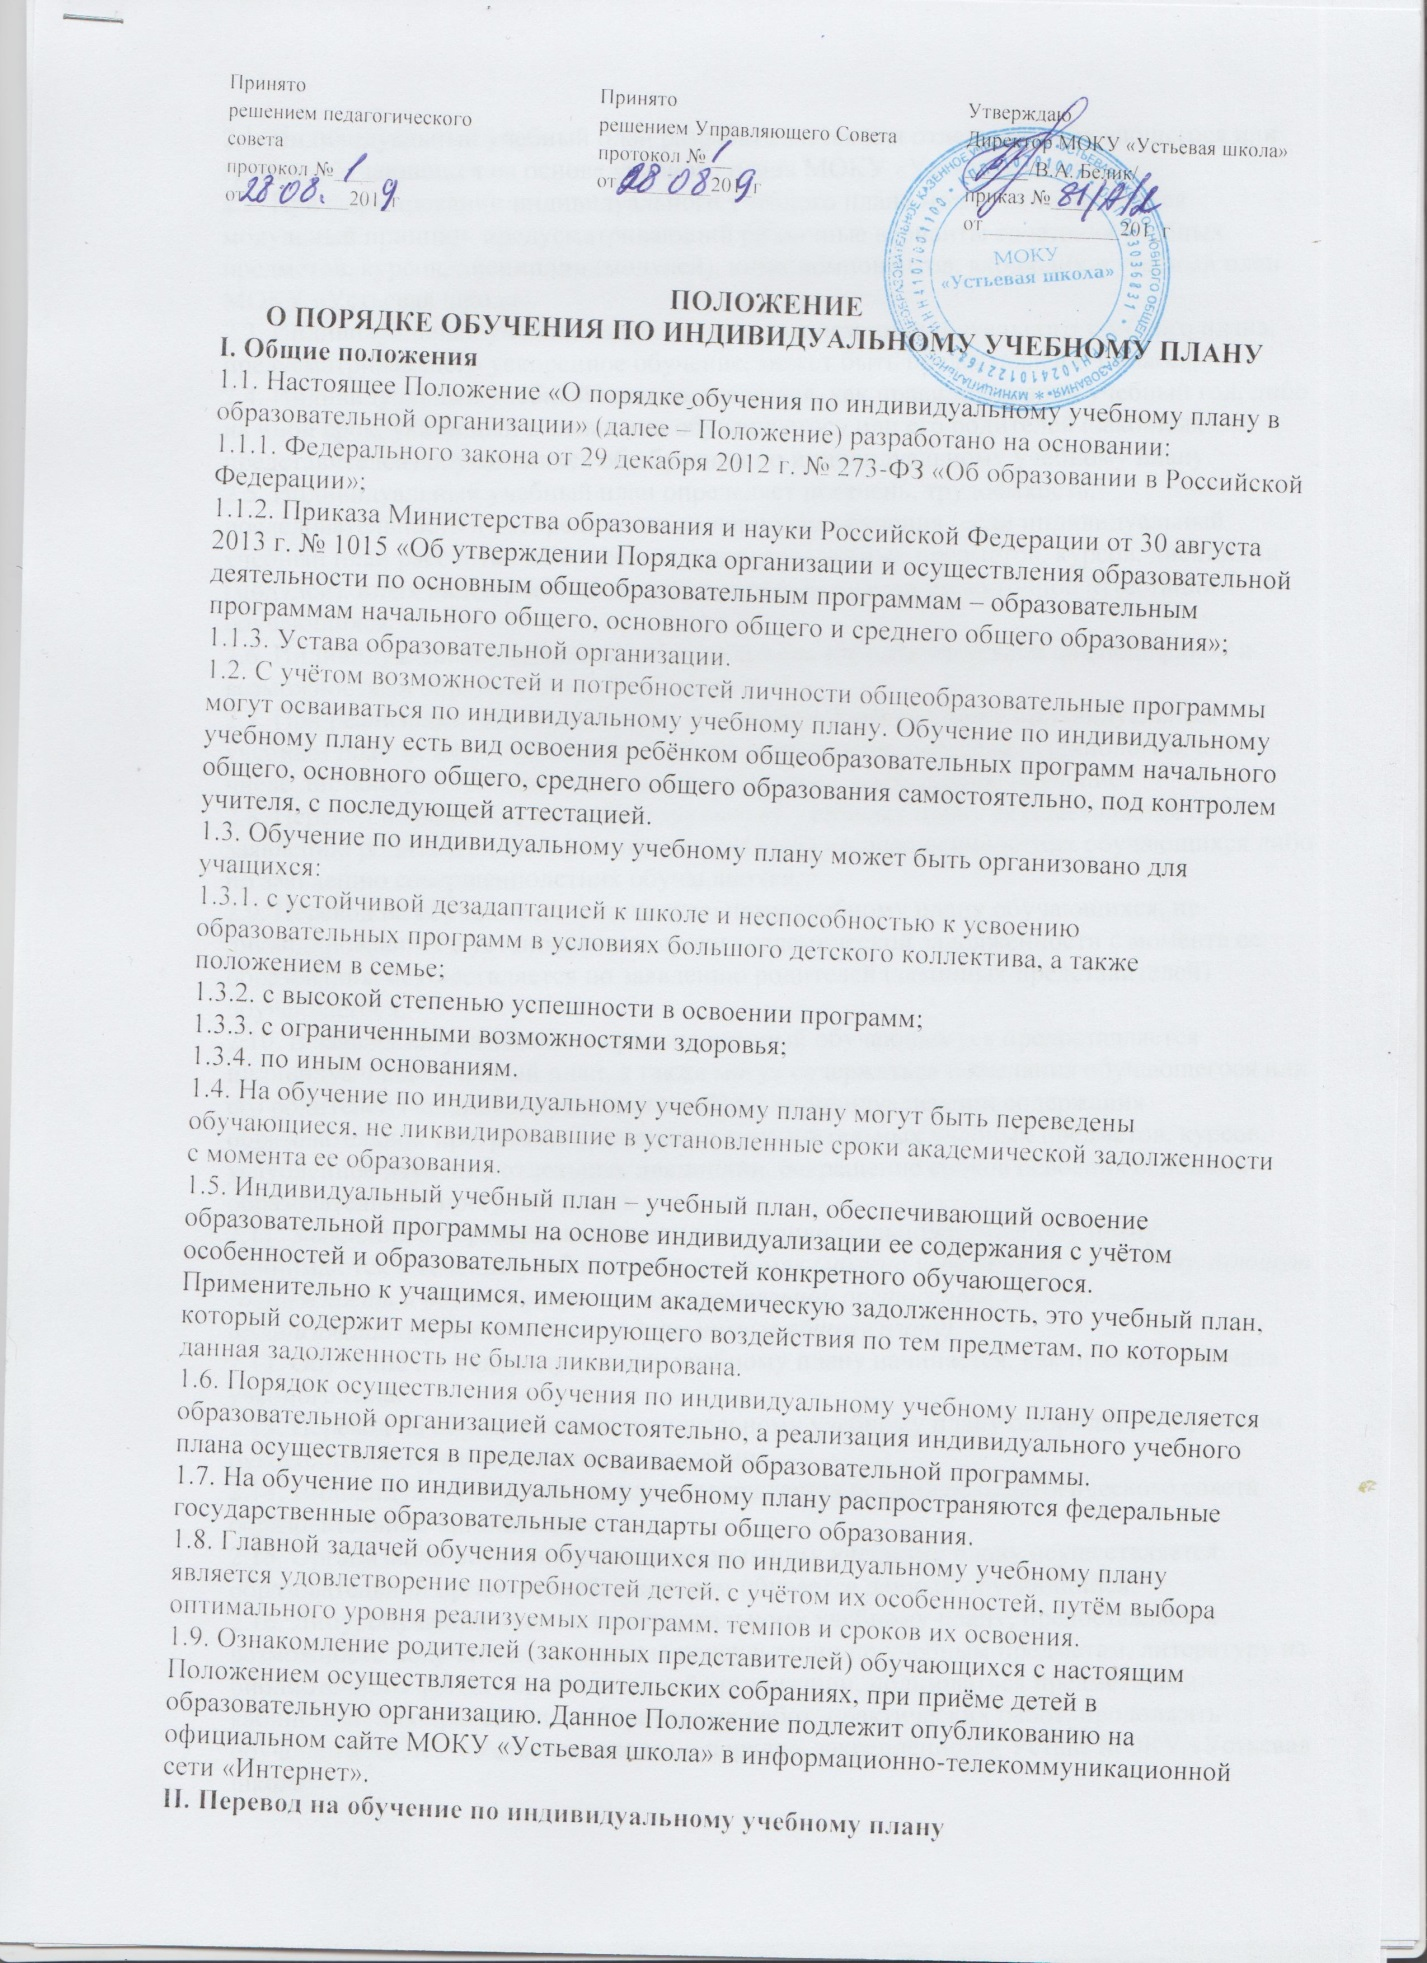 Принято
решением педагогического
совета
протокол № 1
от 28 08. 2019г
Принято
решением Управляющего Совета
протокол № 1
от 28 08 2019г
Утверждаю
Директор МОКУ «Устьевая школа»
/В.А. Белик/
приказ №
от 201 г
МОКУ
«Устьевая школа»
ПОЛОЖЕНИЕ
О ПОРЯДКЕ ОБУЧЕНИЯ ПО ИНДИВИДУАЛЬНОМУ УЧЕБНОМУ ПЛАНУ
I. Общие положения
1.1. Настоящее Положение «О порядке обучения по индивидуальному учебному плану в
образовательной организации» (далее – Положение) разработано на основании:
1.1.1. Федерального закона от 29 декабря 2012 г. № 273-ФЗ «Об образовании в Российской
Федерации»;
1.1.2. Приказа Министерства образования и науки Российской Федерации от 30 августа
2013 г. № 1015 «Об утверждении Порядка организации и осуществления образовательной
деятельности по основным общеобразовательным программам – образовательным
программам начального общего, основного общего и среднего общего образования»;
1.1.3. Устава образовательной организации.
1.2. С учётом возможностей и потребностей личности общеобразовательные программы
могут осваиваться по индивидуальному учебному плану. Обучение по индивидуальному
учебному плану есть вид освоения ребёнком общеобразовательных программ начального
общего, основного общего, среднего общего образования самостоятельно, под контролем
учителя, с последующей аттестацией.
1.3. Обучение по индивидуальному учебному плану может быть организовано для
учащихся:
1.3.1. с устойчивой дезадаптацией к школе и неспособностью к усвоению
образовательных программ в условиях большого детского коллектива, а также
положением в семье;
1.3.2. с высокой степенью успешности в освоении программ;
1.3.3. с ограниченными возможностями здоровья;
1.3.4. по иным основаниям.
1.4. На обучение по индивидуальному учебному плану могут быть переведены
обучающиеся, не ликвидировавшие в установленные сроки академической задолженности
с момента ее образования.
1.5. Индивидуальный учебный план – учебный план, обеспечивающий освоение
образовательной программы на основе индивидуализации ее содержания с учётом
особенностей и образовательных потребностей конкретного обучающегося.
Применительно к учащимся, имеющим академическую задолженность, это учебный план,
который содержит меры компенсирующего воздействия по тем предметам, по которым
данная задолженность не была ликвидирована.
1.6. Порядок осуществления обучения по индивидуальному учебному плану определяется
образовательной организацией самостоятельно, а реализация индивидуального учебного
плана осуществляется в пределах осваиваемой образовательной программы.
1.7. На обучение по индивидуальному учебному плану распространяются федеральные
государственные образовательные стандарты общего образования.
1.8. Главной задачей обучения обучающихся по индивидуальному учебному плану
является удовлетворение потребностей детей, с учётом их особенностей, путём выбора
оптимального уровня реализуемых программ, темпов и сроков их освоения.
1.9. Ознакомление родителей (законных представителей) обучающихся с настоящим
Положением осуществляется на родительских собраниях, при приёме детей в
образовательную организацию. Данное Положение подлежит опубликованию на
официальном сайте МОКУ «Устьевая школа» в информационно-телекоммуникационной
сети «Интернет».
II. Перевод на обучение по индивидуальному учебному плану